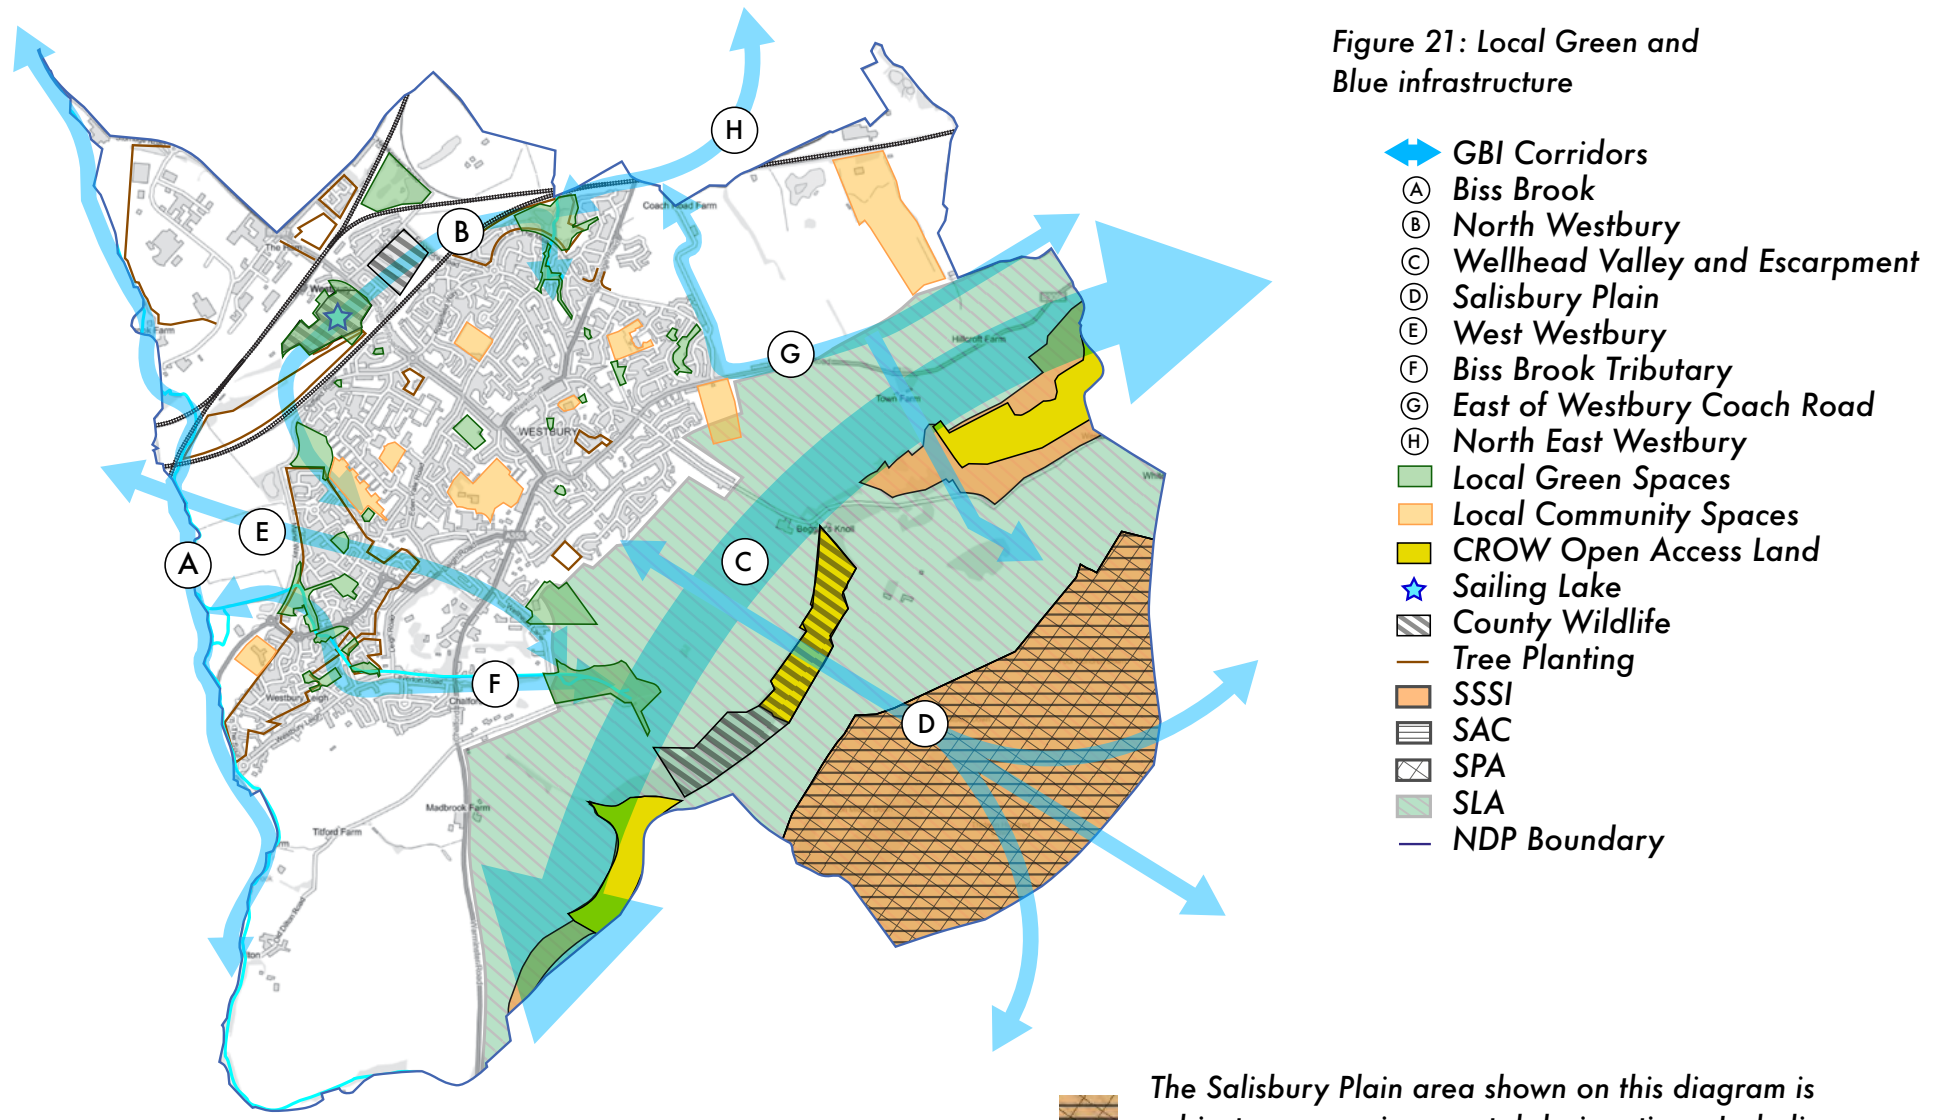 Figure 21: Local Green and
Blue infrastructure
GBI Corridors
A Biss Brook
B North Westbury
C Wellhead Valley and Escarpment
D Salisbury Plain
E West Westbury
F Biss Brook Tributary
G East of Westbury Coach Road
H North East Westbury
Local Green Spaces
Local Community Spaces
CROW Open Access Land
Sailing Lake
County Wildlife
Tree Planting
SSSI
SAC
SPA
SLA
NDP Boundary
H
Coach Road Farm
B
G
Hillcroft Farm
Farm
Town Farm
WESTBURY
E
A
C
F
D
Westbury Leigh
Madbrook Farm
Titford Farm
The Salisbury Plain area shown on this diagram is